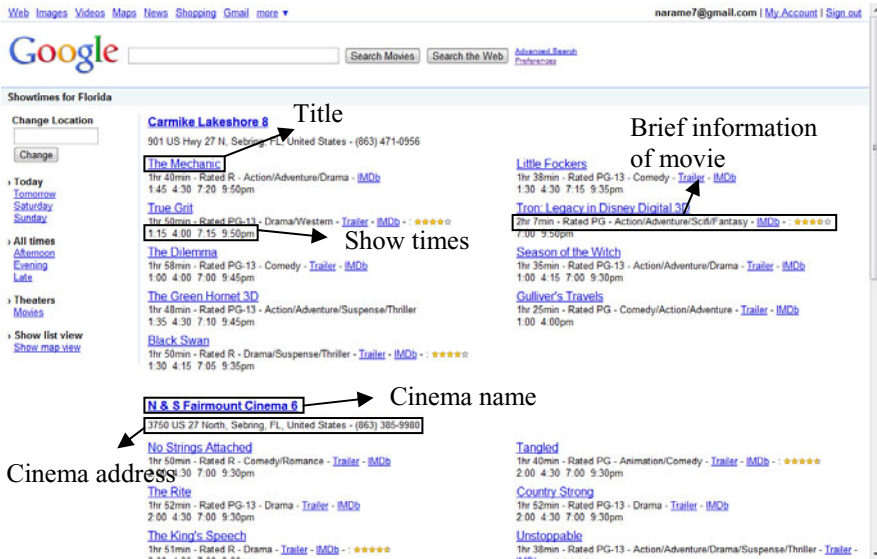 Web Images Videos Maps News Shopping Gmail more ▼
narame7@gmail.com | My Account | Sign out
Google
Search Movies
Search the Web
Advanced Search
Preferences
Showtimes for Florida
Change Location
Change
› Today
Tomorrow
Saturday
Sunday
› All times
Afternoon
Evening
Late
› Theaters
Movies
› Show list view
Show map view
Title
Carmike Lakeshore 8
901 US Hwy 27 N, Sebring, FL, United States - (863) 471-0956
The Mechanic
1hr 40min - Rated R - Action/Adventure/Drama - IMDb
1:45 4:30 7:20 9:50pm
True Grit
1hr 50min - Rated PG-13 - Drama/Western - Trailer - IMDb - :
1:15 4:00 7:15 9:50pm
Show times
The Dilemma
1hr 58min - Rated PG-13 - Comedy - Trailer - IMDb
1:00 4:00 7:00 9:45pm
The Green Hornet 3D
1hr 48min - Rated PG-13 - Action/Adventure/Suspense/Thriller
1:35 4:30 7:10 9:45pm
Black Swan
1hr 50min - Rated R - Drama/Suspense/Thriller - Trailer - IMDb - :
1:30 4:15 7:05 9:35pm
Brief information
of movie
Little Fockers
1hr 38min - Rated PG-13 - Comedy - Trailer - IMDb
1:30 4:30 7:15 9:35pm
Tron: Legacy in Disney Digital 3D
2hr 7min - Rated PG - Action/Adventure/Scifi/Fantasy - IMDb - :
7:00 9:50pm
Season of the Witch
1hr 35min - Rated PG-13 - Action/Adventure/Drama - Trailer - IMDb
1:00 4:15 7:00 9:30pm
Gulliver's Travels
1hr 25min - Rated PG - Comedy/Action/Adventure - Trailer - IMDb
1:00 4:00pm
N & S Fairmount Cinema 6
Cinema name
3750 US 27 North, Sebring, FL, United States - (863) 385-9980
Cinema address
No Strings Attached
1hr 50min - Rated R - Comedy/Romance - Trailer - IMDb
4:30 7:00 9:30pm
The Rite
1hr 52min - Rated PG-13 - Drama - Trailer - IMDb
2:00 4:30 7:00 9:30pm
The King's Speech
1hr 51min - Rated R - Drama - Trailer - IMDb - :
Tangled
1hr 40min - Rated PG - Animation/Comedy - Trailer - IMDb - :
2:00 4:30 7:00 9:30pm
Country Strong
1hr 52min - Rated PG-13 - Drama - Trailer - IMDb
2:00 4:30 7:00 9:30pm
Unstoppable
1hr 38min - Rated PG-13 - Action/Adventure/Drama/Suspense/Thriller - Trailer -